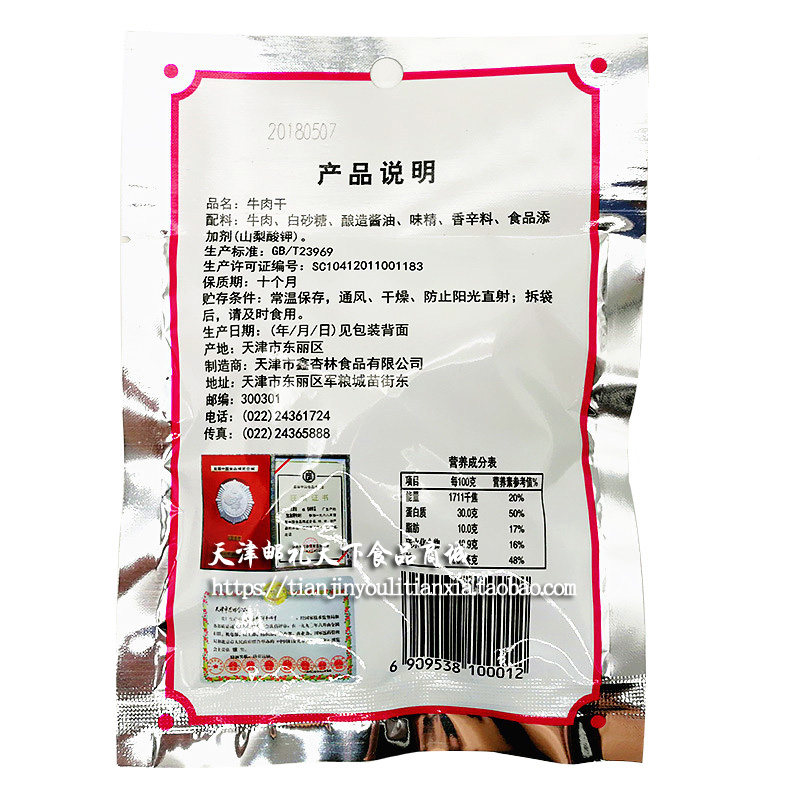 20180507
产品说明
品名：牛肉干
配料：牛肉、白砂糖、酿造酱油、味精、香辛料、食品添
加剂(山梨酸钾)。
生产标准：GB/T23969
生产许可证编号：SC10412011001183
保质期：十个月
贮存条件：常温保存，通风、干燥、防止阳光直射；拆袋
后，请及时食用。
生产日期：(年/月/日)见包装背面
产地：天津市东丽区
制造商：天津市鑫杏林食品有限公司
地址：天津市东丽区军粮城苗街东
邮编：300301
电话：(022)24361724
传真：(022)24365888
营养成分表
项目 每100克 营养素参考值%
能量 1711千焦 20%
蛋白质 30.0克 50%
脂肪 10.0克 17%
16%
48%
天津邮礼天下食品商城
https://tianjinyoulitianxia.taobao.com
6 909538 100012